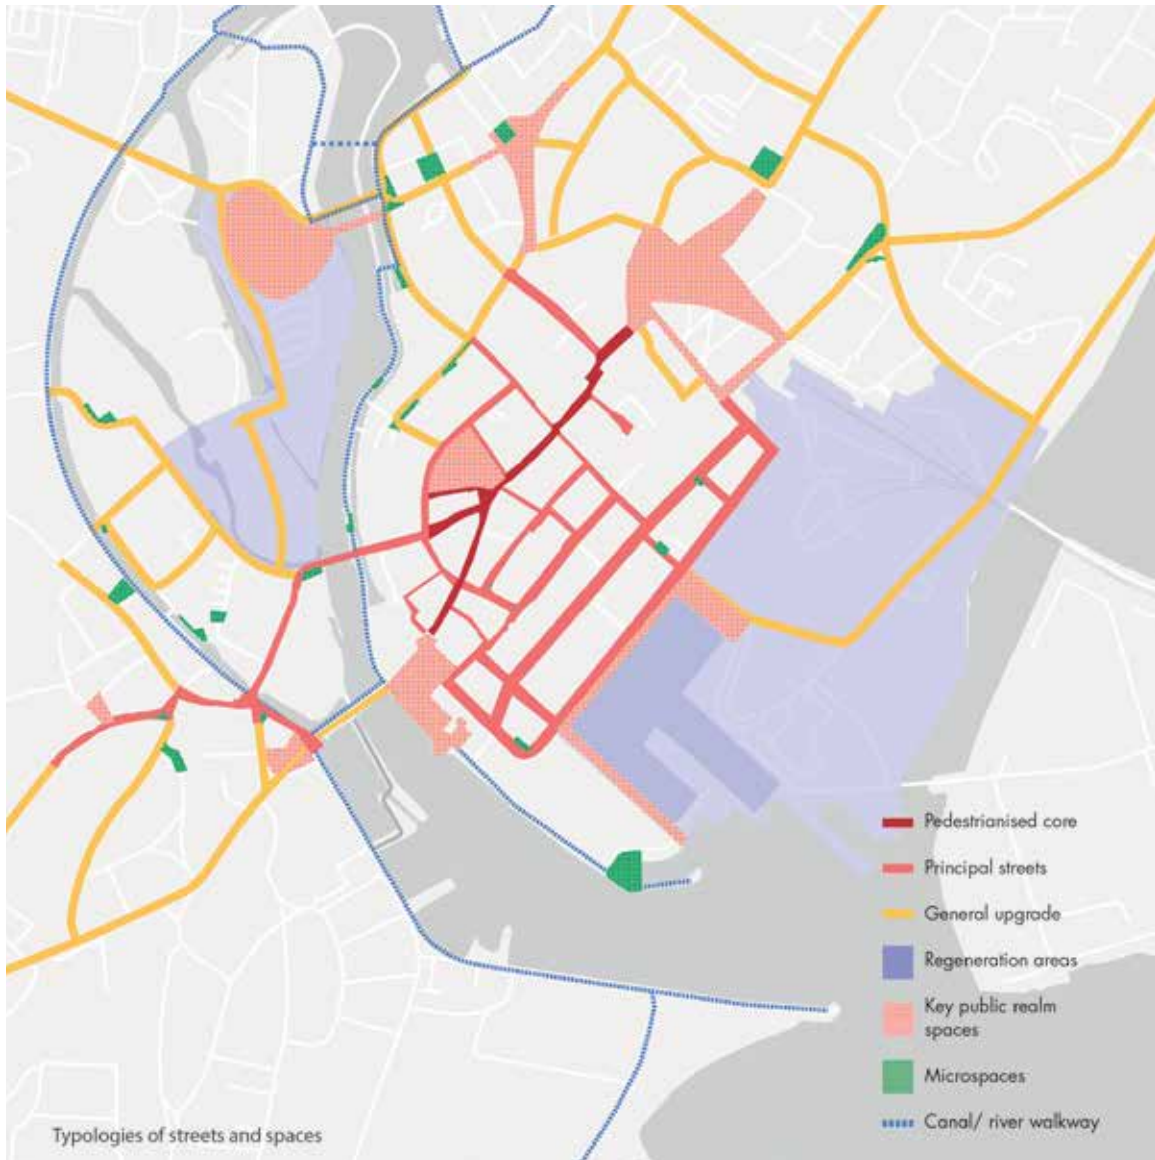 Pedestrianised core
Principal streets
General upgrade
Regeneration areas
Key public realm
spaces
Microspaces
Canal/ river walkway
Typologies of streets and spaces